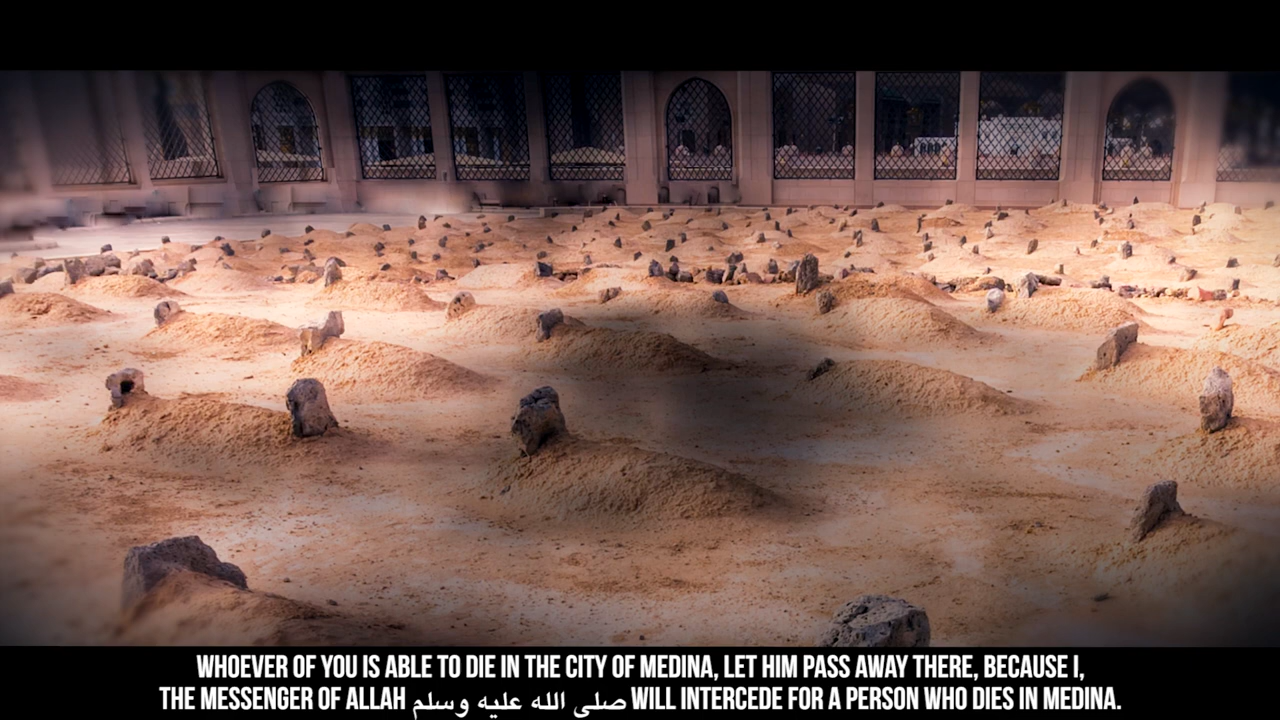 WHOEVER OF YOU IS ABLE TO DIE IN THE CITY OF MEDINA, LET HIM PASS AWAY THERE, BECAUSE I,
THE MESSENGER OF ALLAH صلى الله عليه وسلم WILL INTERCEDE FOR A PERSON WHO DIES IN MEDINA.